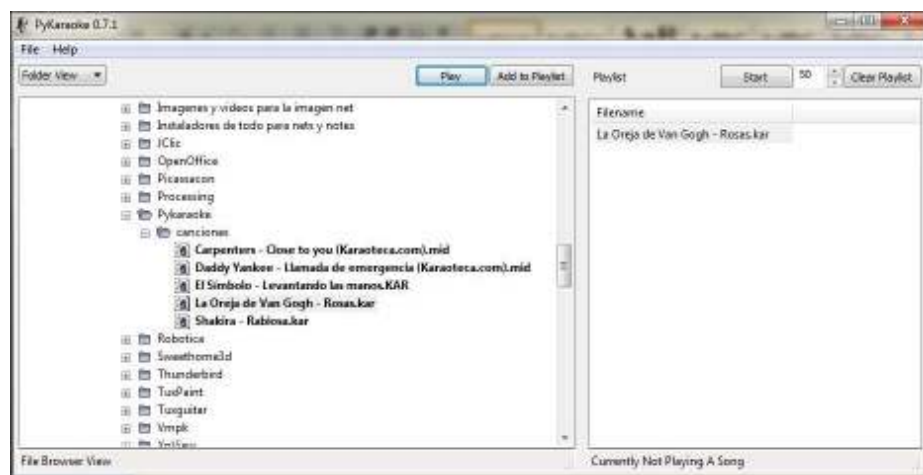 PyKaraoke 0.7.1
File Help
Folder View Play Add to Playlist Playlist Start 50 Clear Playlist
Imagenes y videos para la imagen net
Instaladores de todo para nets y notes
JClic
OpenOffice
Picassacon
Processing
Pykaraoke
canciones
Carpenters - Close to you (Karaoteca.com).mid
Daddy Yankee - Llamada de emergencia (Karaoteca.com).mid
El Simbolo - Levantando las manos.KAR
La Oreja de Van Gogh - Rosas.kar
Shakira - Rabiosa.kar
Robotica
Sweethome3d
Thunderbird
TuxPaint
Tuxguitar
Vmpk
Filename
La Oreja de Van Gogh - Rosas.kar
File Browser View Currently Not Playing A Song